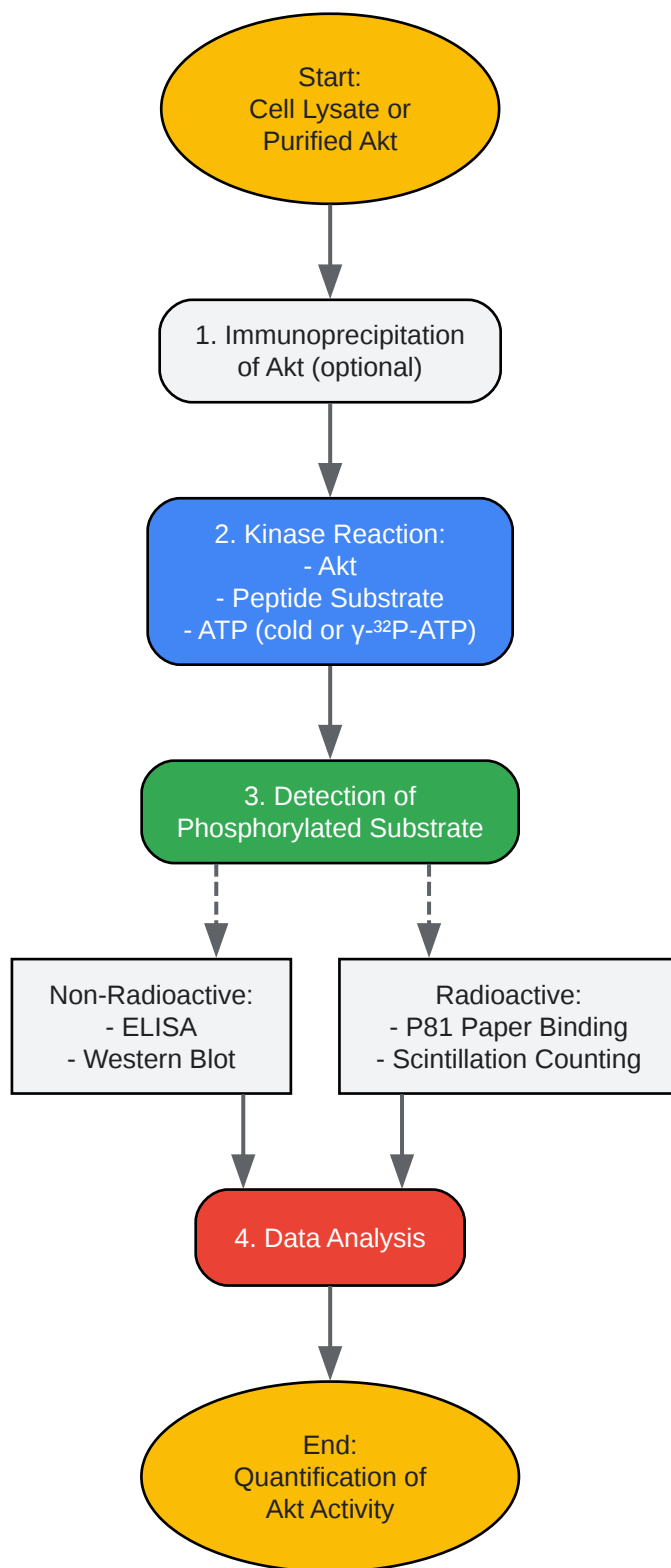 Start:
Cell Lysate or
Purified Akt
1. Immunoprecipitation
of Akt (optional)
2. Kinase Reaction:
- Akt
- Peptide Substrate
- ATP (cold or γ-³²P-ATP)
3. Detection of
Phosphorylated Substrate
Non-Radioactive:
- ELISA
- Western Blot
Radioactive:
- P81 Paper Binding
- Scintillation Counting
4. Data Analysis
End:
Quantification of
Akt Activity